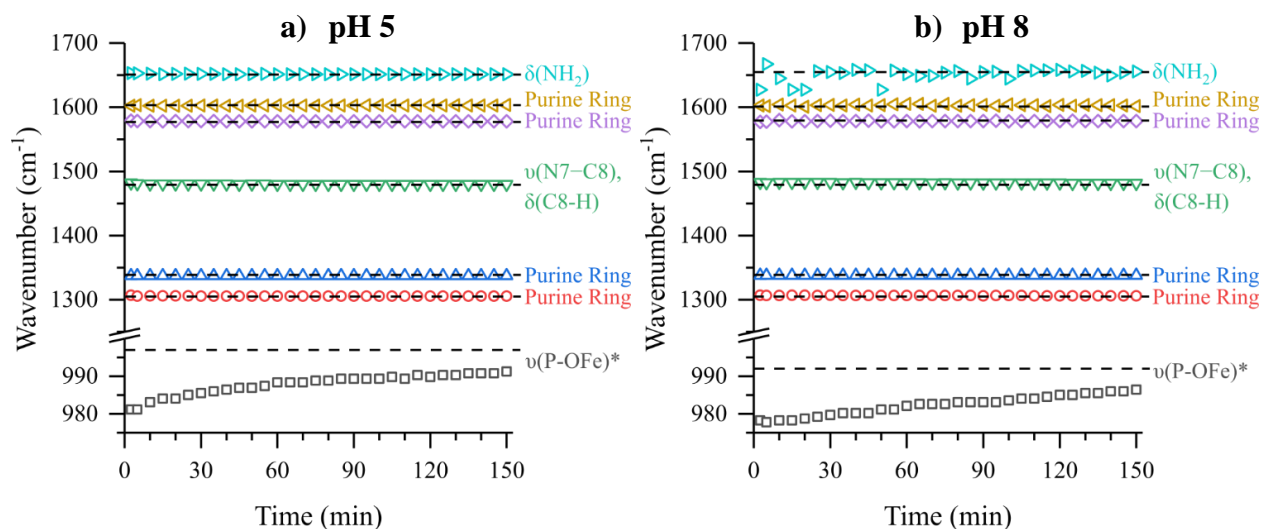 a) pH 5
b) pH 8
Wavenumber (cm⁻¹)
1700
1600
1500
1400
1300
990
980
δ(NH₂)
Purine Ring
Purine Ring
υ(N7−C8),
δ(C8-H)
Purine Ring
Purine Ring
υ(P-OFe)*
0 30 60 90 120 150
Time (min)
Wavenumber (cm⁻¹)
1700
1600
1500
1400
1300
990
980
δ(NH₂)
Purine Ring
Purine Ring
υ(N7−C8),
δ(C8-H)
Purine Ring
Purine Ring
υ(P-OFe)*
0 30 60 90 120 150
Time (min)